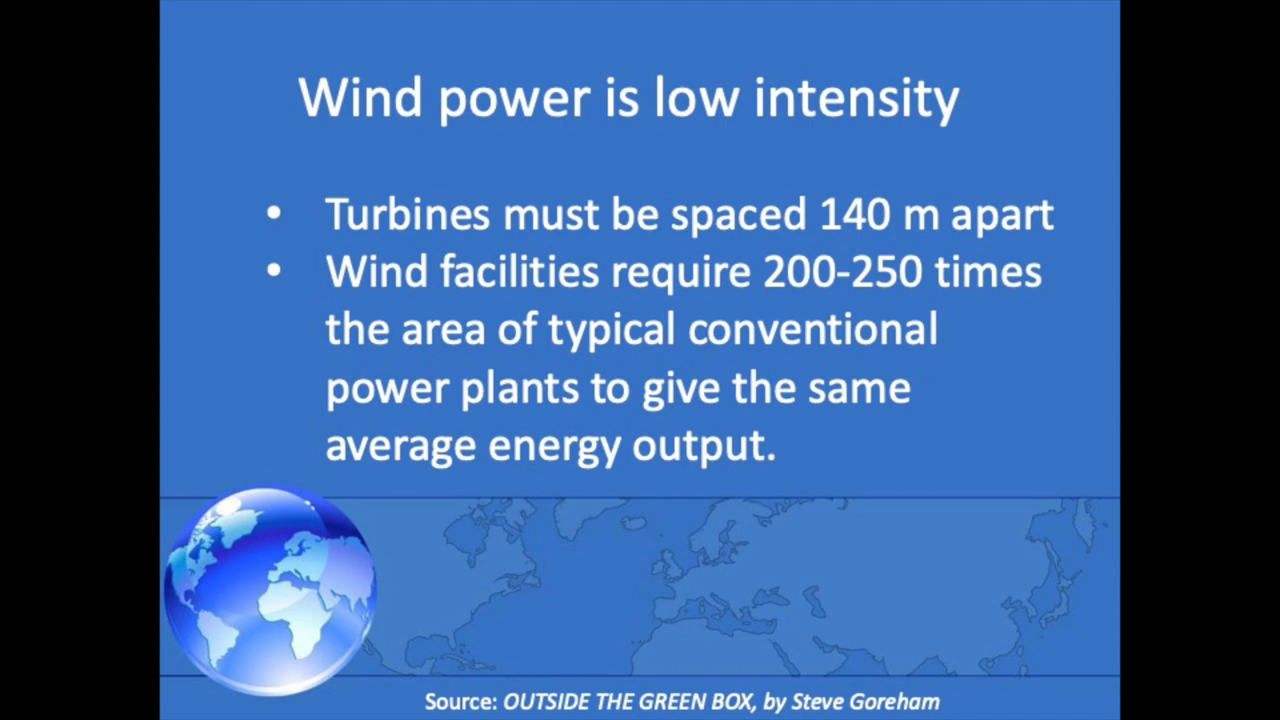 Wind power is low intensity
• Turbines must be spaced 140 m apart
• Wind facilities require 200-250 times
the area of typical conventional
power plants to give the same
average energy output.
Source: OUTSIDE THE GREEN BOX, by Steve Goreham